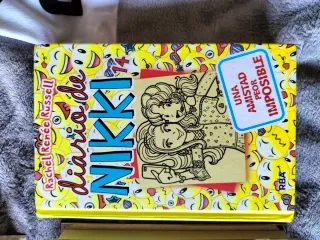 Rachel Renée Russell
diario de
NIKKI
14
UNA
AMISTAD
PEOR
IMPOSIBLE
RBA